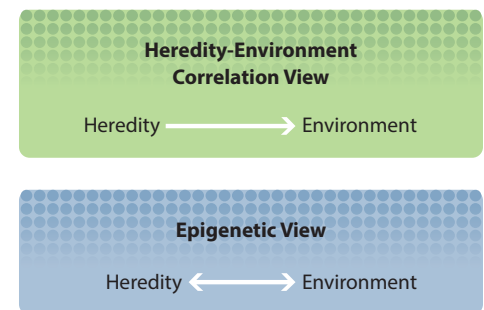 Heredity-Environment
Correlation View
Heredity Environment
Epigenetic View
Heredity Environment